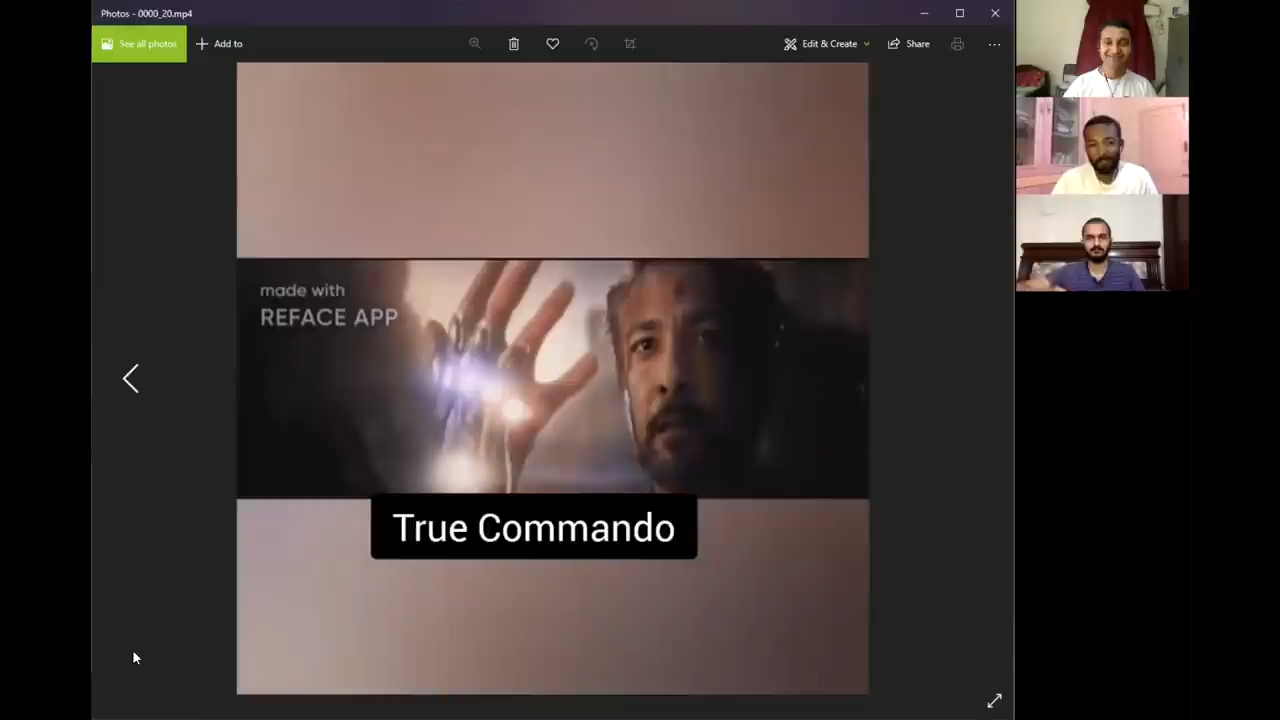 Photos - 0000_20.mp4
See all photos
Add to
Edit & Create
Share
made with
REFACE APP
True Commando